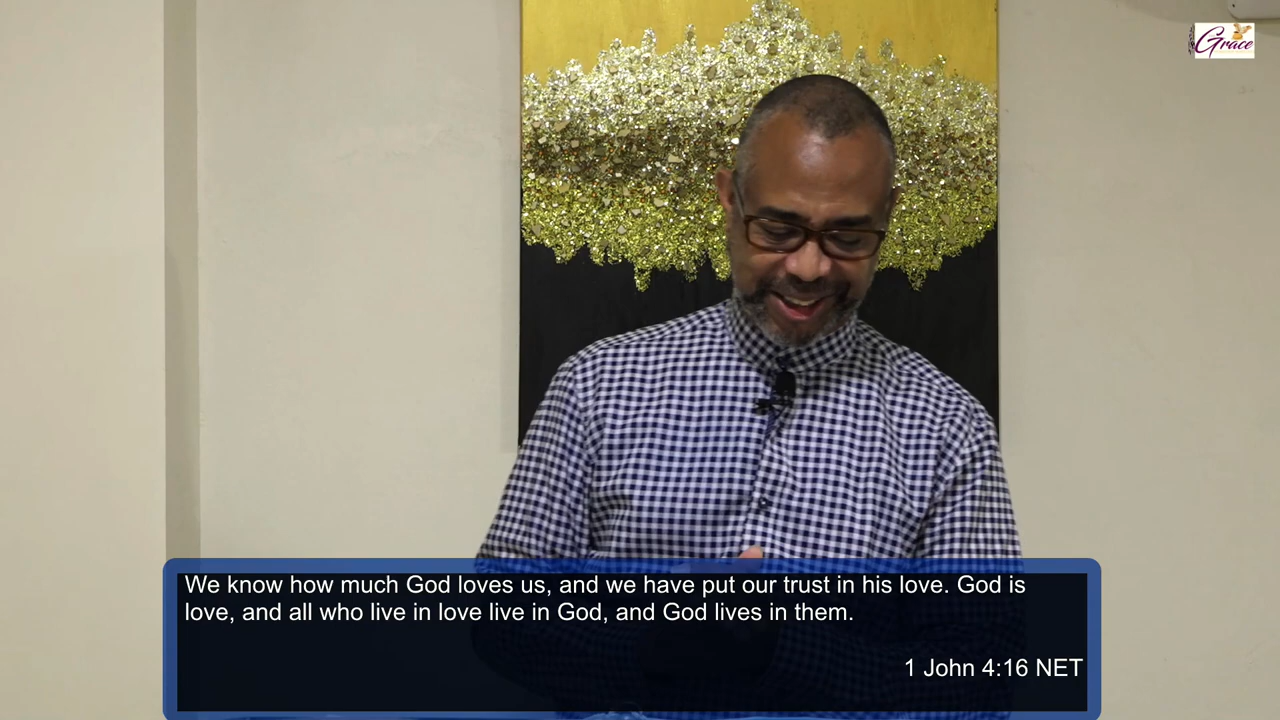 Grace
We know how much God loves us, and we have put our trust in his love. God is
love, and all who live in love live in God, and God lives in them.
1 John 4:16 NET